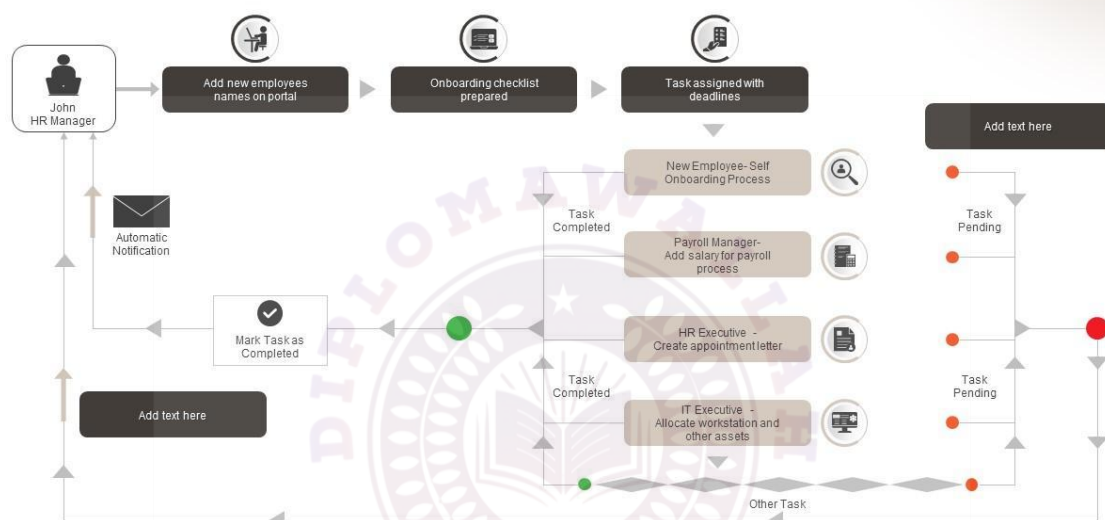 John
HR Manager
Add new employees
names on portal
Onboarding checklist
prepared
Task assigned with
deadlines
Add text here
New Employee- Self
Onboarding Process
Task
Completed
Task
Pending
Automatic
Notification
Payroll Manager-
Add salary for payroll
process
Mark Task as
Completed
HR Executive -
Create appointment letter
Task
Completed
Task
Pending
Add text here
IT Executive -
Allocate workstation and
other assets
Other Task
DIPLOMAWALLAH